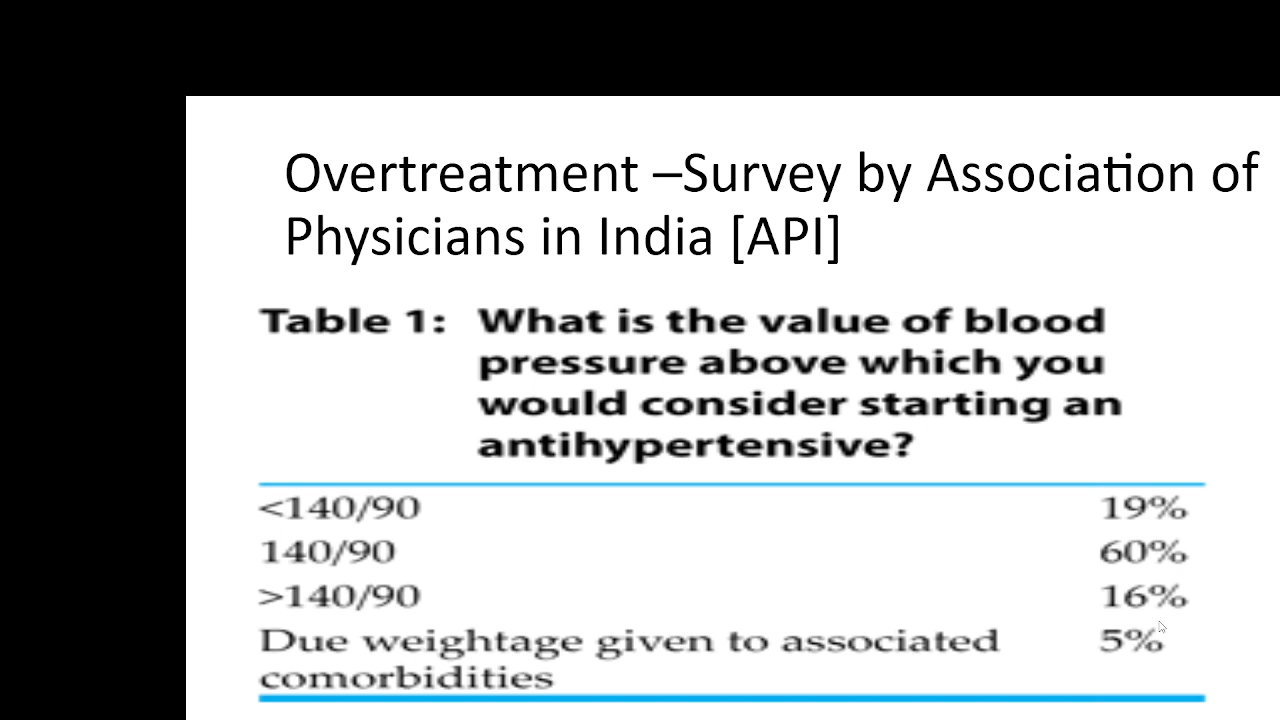 Overtreatment –Survey by Association of
Physicians in India [API]
Table 1: What is the value of blood
pressure above which you
would consider starting an
antihypertensive?
<140/90 19%
140/90 60%
>140/90 16%
Due weightage given to associated 5%
comorbidities